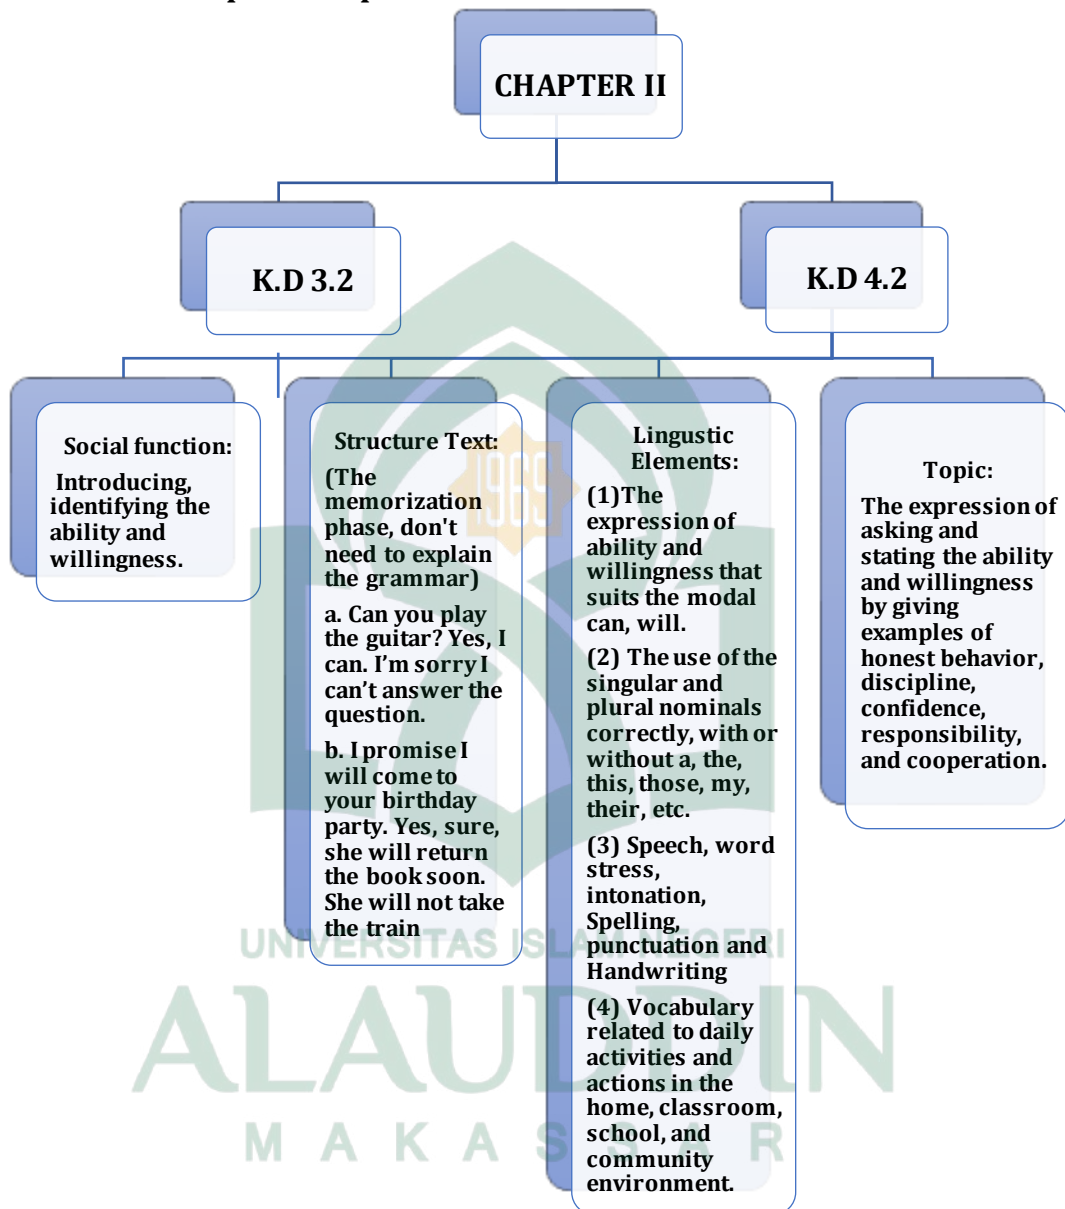 CHAPTER II
K.D 3.2
K.D 4.2
Social function:
Introducing,
identifying the
ability and
willingness.
Structure Text:
(The
memorization
phase, don't
need to explain
the grammar)
a. Can you play
the guitar? Yes, I
can. I'm sorry I
can't answer the
question.
b. I promise I
will come to
your birthday
party. Yes, sure,
she will return
the book soon.
She will not take
the train
Lingustic
Elements:
(1)The
expression of
ability and
willingness that
suits the modal
can, will.
(2) The use of the
singular and
plural nominals
correctly, with or
without a, the,
this, those, my,
their, etc.
(3) Speech, word
stress,
intonation,
Spelling,
punctuation and
Handwriting
(4) Vocabulary
related to daily
activities and
actions in the
home, classroom,
school, and
community
environment.
Topic:
The expression of
asking and
stating the ability
and willingness
by giving
examples of
honest behavior,
discipline,
confidence,
responsibility,
and cooperation.
1969
UNIVERSITAS ISLAM NEGERI
ALAUDDIN
MAKASSAR